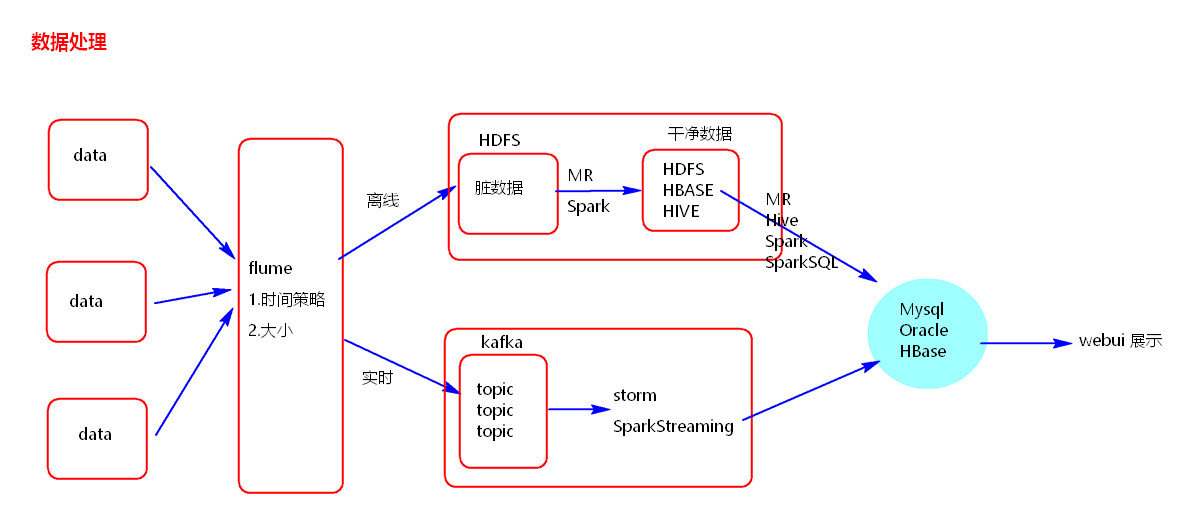 数据处理
data
data
data
flume
1.时间策略
2.大小
离线
实时
HDFS
脏数据
MR
Spark
干净数据
HDFS
HBASE
HIVE
MR
Hive
Spark
SparkSQL
kafka
topic
topic
topic
storm
SparkStreaming
Mysql
Oracle
HBase
webui 展示